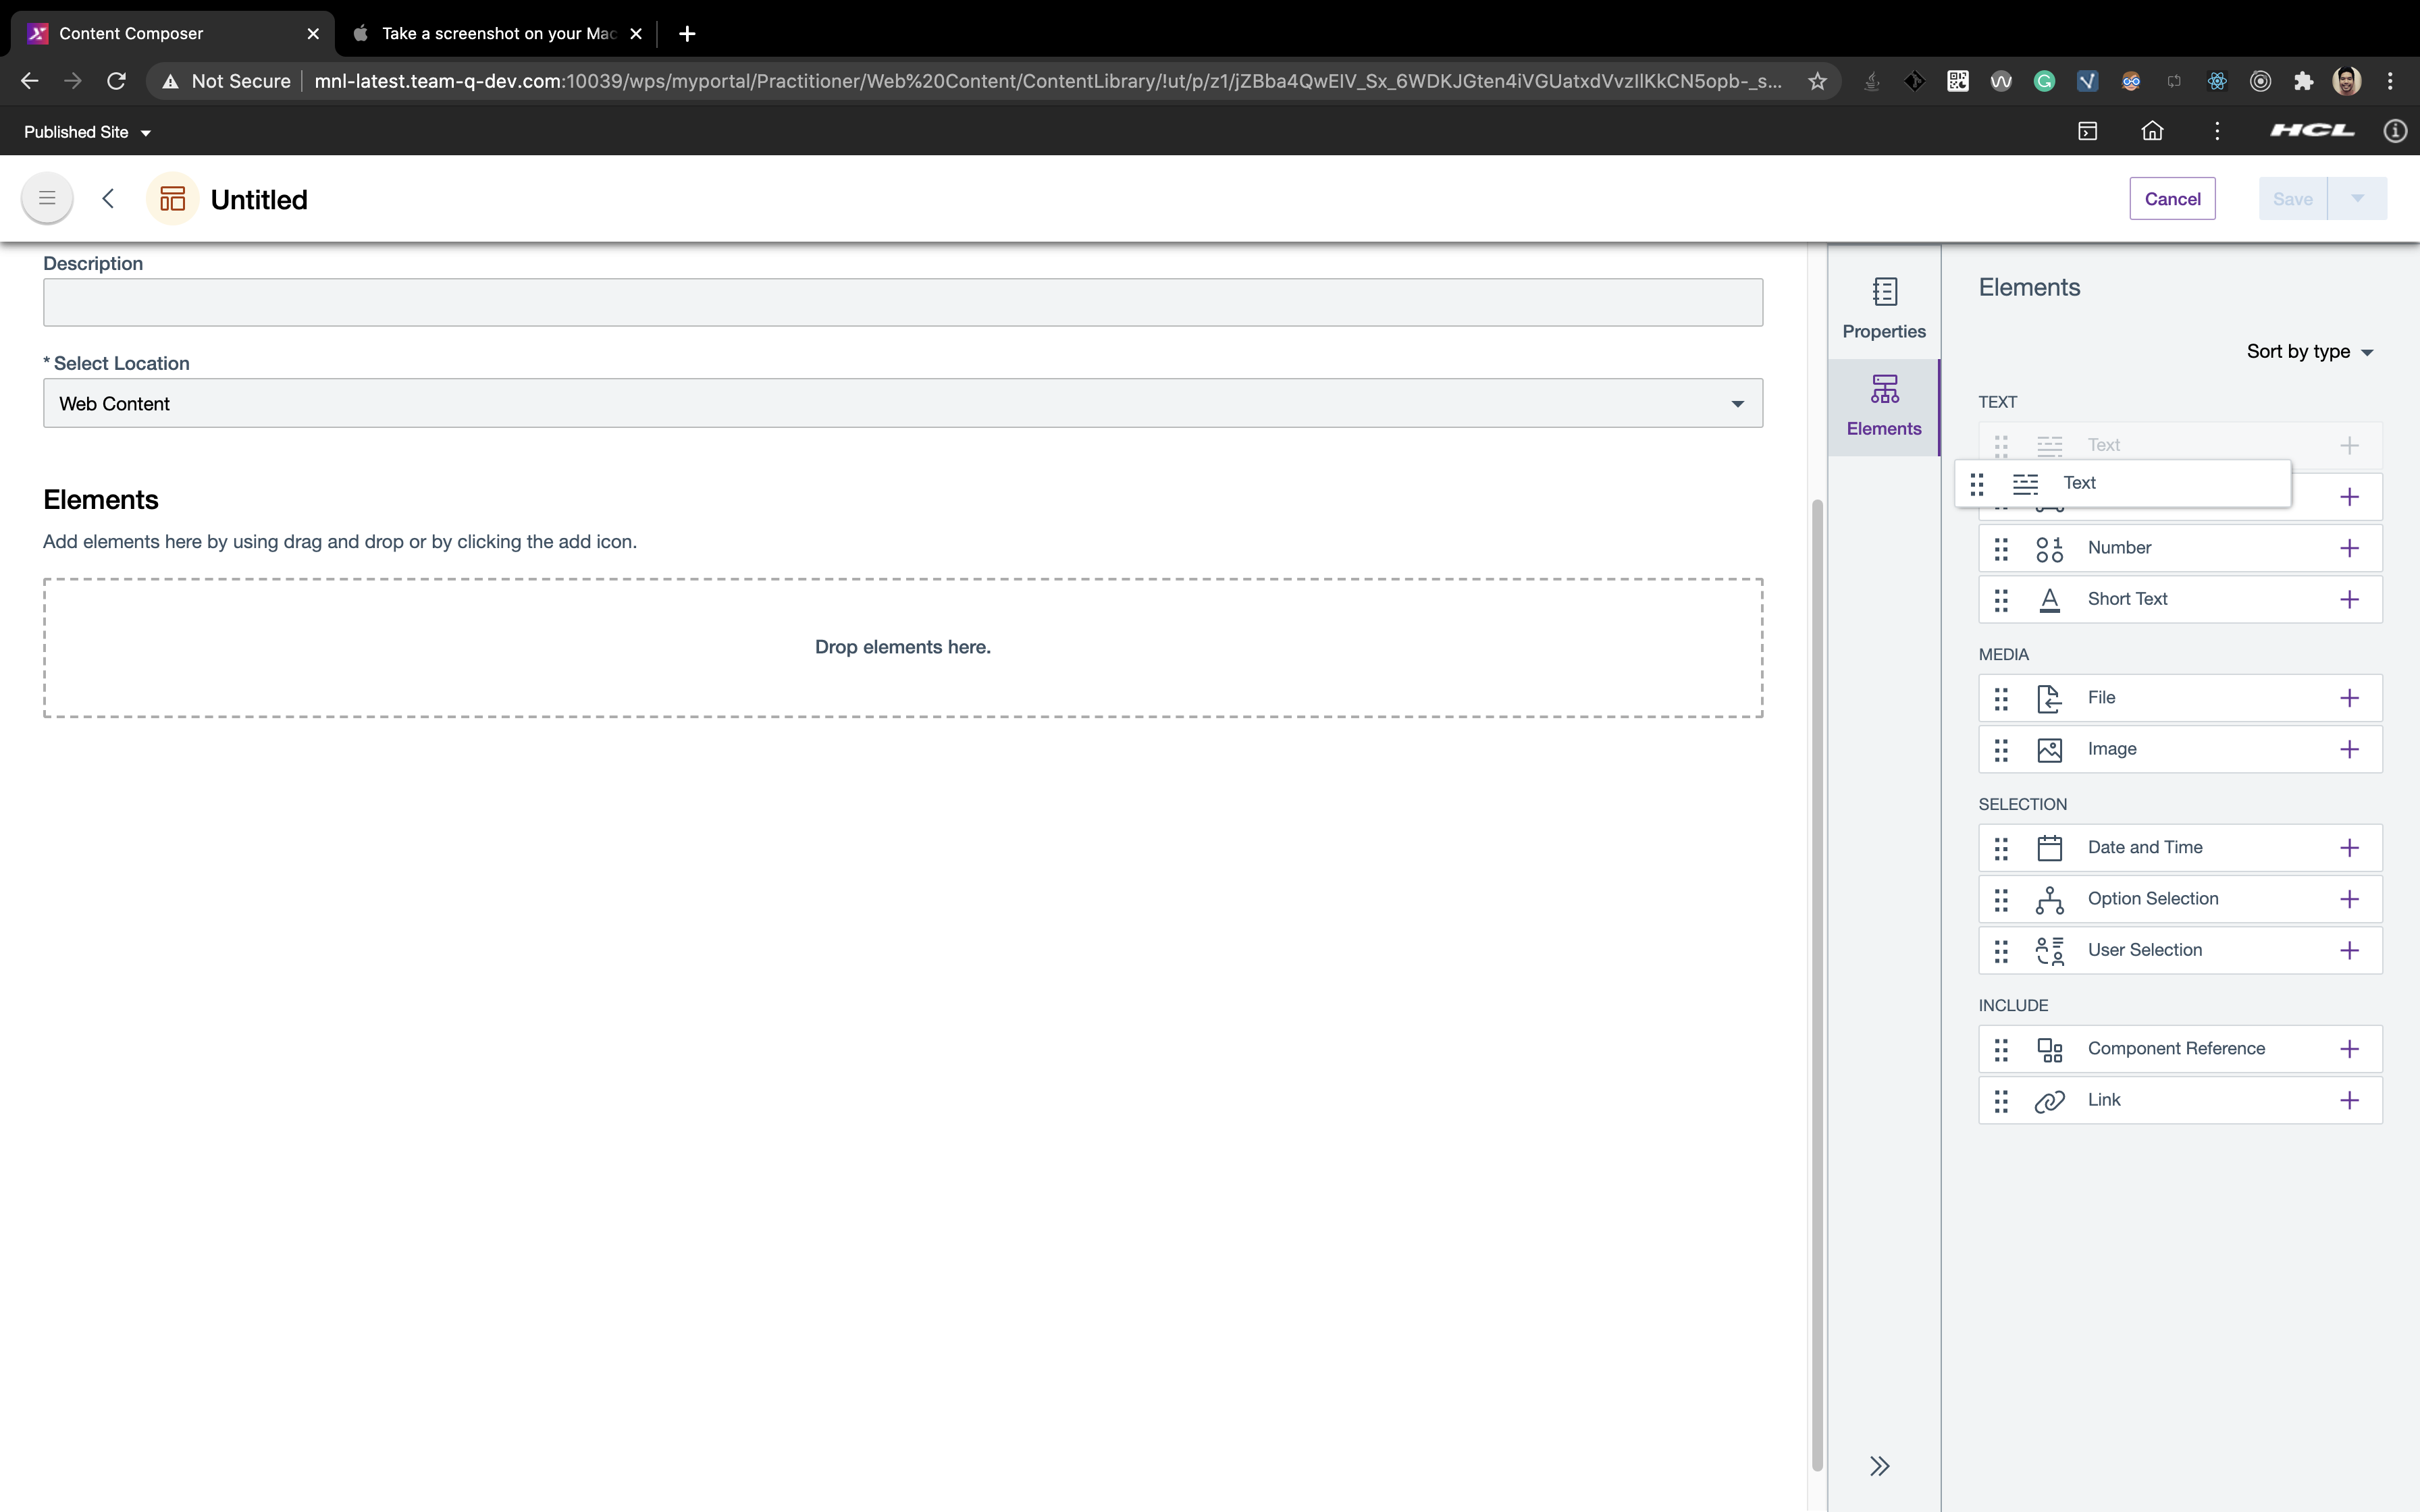 Content Composer
Take a screenshot on your Mac
Not Secure
mnl-latest.team-q-dev.com:10039/wps/myportal/Practitioner/Web%20Content/ContentLibrary/!ut/p/z1/jZBba4QwEIV_Sx_6WDKJGten4iVGUatxdVvzIlKkCN5opb-_s...
Published Site
HCL
Untitled
Cancel
Save
Description
* Select Location
Web Content
Elements
Add elements here by using drag and drop or by clicking the add icon.
Drop elements here.
Properties
Elements
Elements
Sort by type
TEXT
Text
Text
Number
Short Text
MEDIA
File
Image
SELECTION
Date and Time
Option Selection
User Selection
INCLUDE
Component Reference
Link